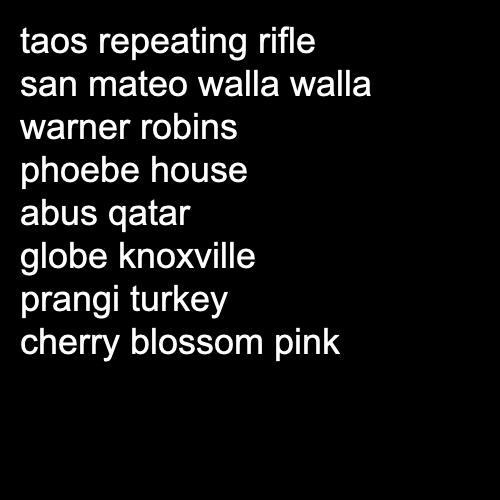 taos repeating rifle
san mateo walla walla
warner robins
phoebe house
abus qatar
globe knoxville
prangi turkey
cherry blossom pink